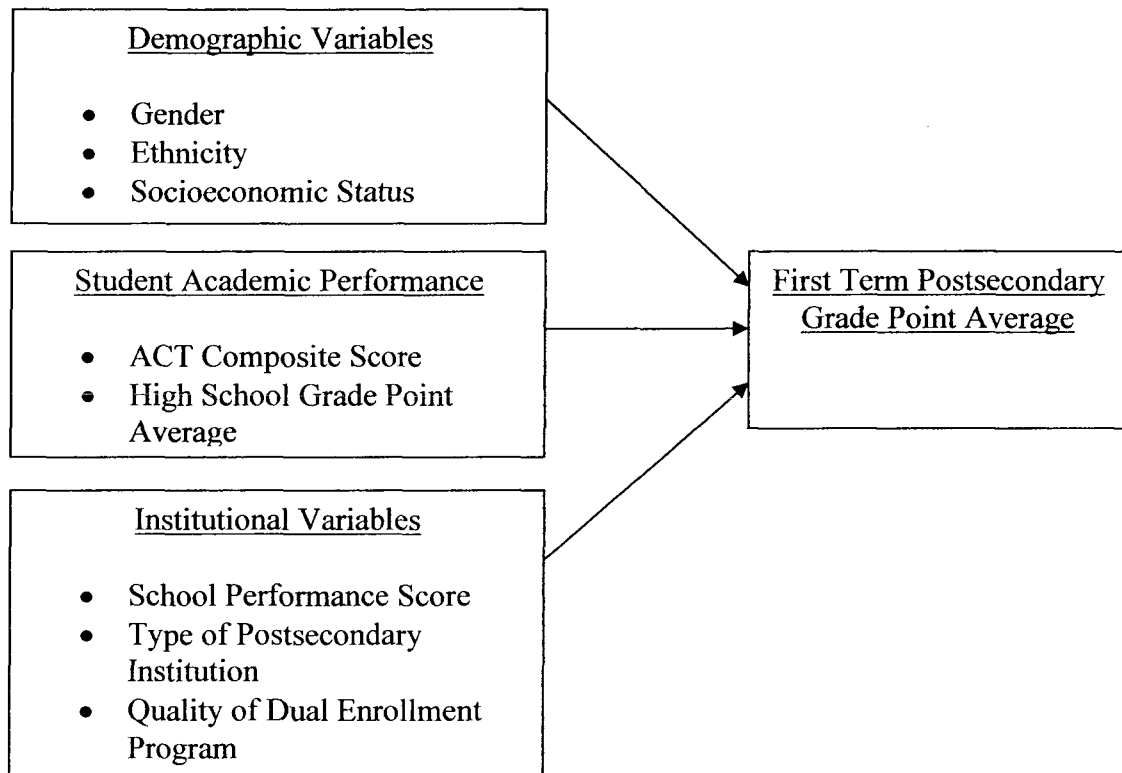 Demographic Variables
• Gender
• Ethnicity
• Socioeconomic Status
Student Academic Performance
• ACT Composite Score
• High School Grade Point
Average
Institutional Variables
• School Performance Score
• Type of Postsecondary
Institution
• Quality of Dual Enrollment
Program
First Term Postsecondary
Grade Point Average